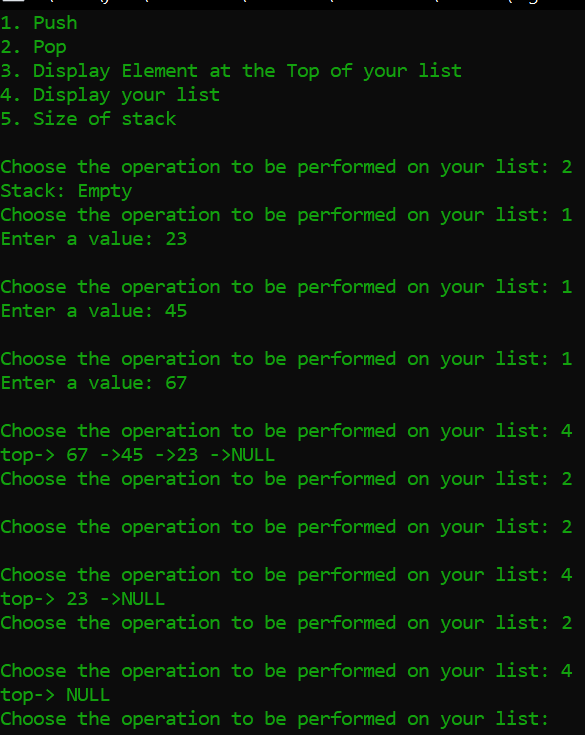 1. Push
2. Pop
3. Display Element at the Top of your list
4. Display your list
5. Size of stack
Choose the operation to be performed on your list: 2
Stack: Empty
Choose the operation to be performed on your list: 1
Enter a value: 23
Choose the operation to be performed on your list: 1
Enter a value: 45
Choose the operation to be performed on your list: 1
Enter a value: 67
Choose the operation to be performed on your list: 4
top-> 67 ->45 ->23 ->NULL
Choose the operation to be performed on your list: 2
Choose the operation to be performed on your list: 2
Choose the operation to be performed on your list: 4
top-> 23 ->NULL
Choose the operation to be performed on your list: 2
Choose the operation to be performed on your list: 4
top-> NULL
Choose the operation to be performed on your list: